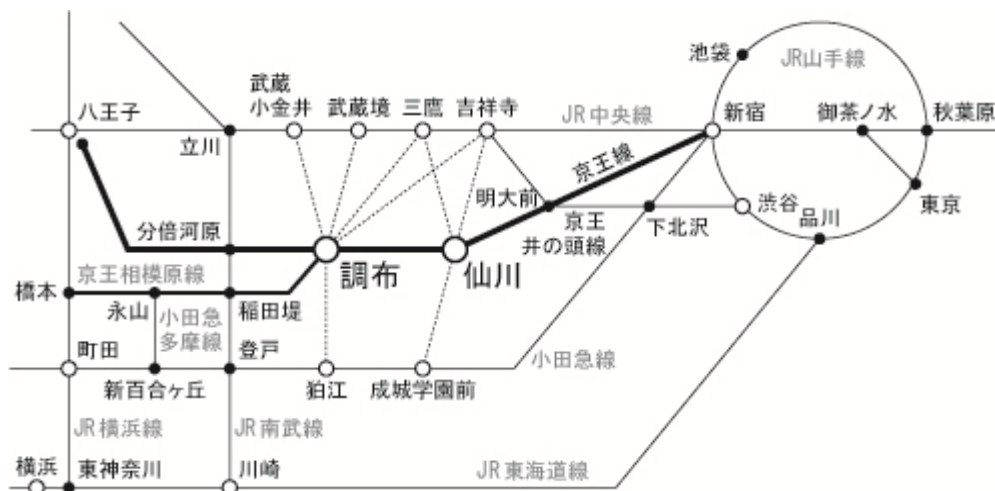 池袋
JR山手線
八王子
武蔵
小金井
武蔵境
三鷹
吉祥寺
JR中央線
新宿
御茶ノ水
秋葉原
立川
京王線
明大前
京王
井の頭線
下北沢
渋谷
品川
東京
分倍河原
調布
仙川
京王相模原線
橋本
永山
小田急
多摩線
稲田堤
町田
登戸
小田急線
新百合ヶ丘
狛江
成城学園前
JR横浜線
JR南武線
横浜
東神奈川
川崎
JR東海道線